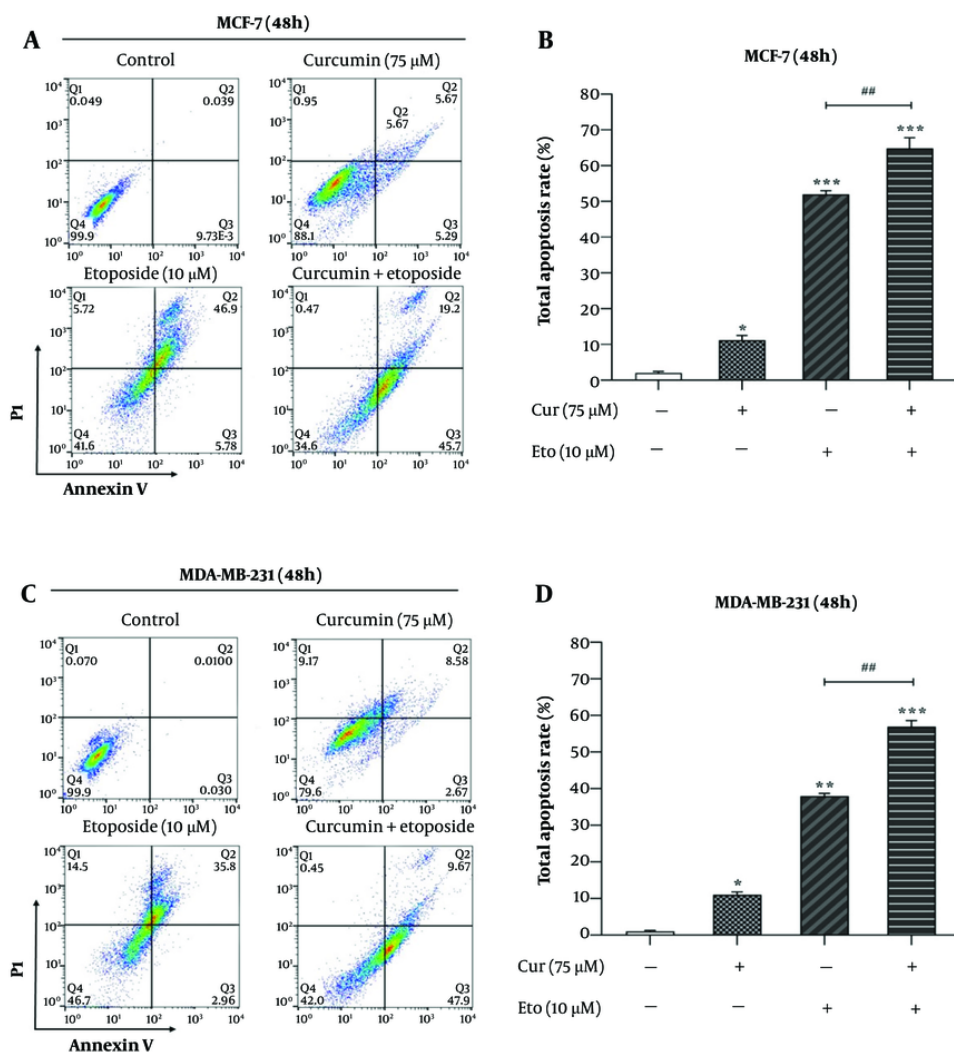 A
MCF-7 (48h)
Control
Curcumin (75 µM)
10⁴
10³
10²
10¹
10⁰
Q1
0.049
Q2
0.039
Q4
99.9
Q3
9.73E-3
10⁰ 10¹ 10² 10³ 10⁴
10⁴
10³
10²
10¹
10⁰
Q1
0.95
Q2
5.67
Q2
5.67
Q4
88.1
Q3
5.29
10⁰ 10¹ 10² 10³ 10⁴
Etoposide (10 µM)
Curcumin + etoposide
10⁴
10³
10²
10¹
10⁰
Q1
5.72
Q2
46.9
Q4
41.6
Q3
5.78
10⁰ 10¹ 10² 10³ 10⁴
10⁴
10³
10²
10¹
10⁰
Q1
0.47
Q2
19.2
Q4
34.6
Q3
45.7
10⁰ 10¹ 10² 10³ 10⁴
P1
Annexin V
B
MCF-7 (48h)
Total apoptosis rate (%)
80
70
60
50
40
30
20
10
0
*
***
***
##
Cur (75 µM) — + — +
Eto (10 µM) — — + +
C
MDA-MB-231 (48h)
Control
Curcumin (75 µM)
10⁴
10³
10²
10¹
10⁰
Q1
0.070
Q2
0.0100
Q4
99.9
Q3
0.030
10⁰ 10¹ 10² 10³ 10⁴
10⁴
10³
10²
10¹
10⁰
Q1
9.17
Q2
8.58
Q4
79.6
Q3
2.67
10⁰ 10¹ 10² 10³ 10⁴
Etoposide (10 µM)
Curcumin + etoposide
10⁴
10³
10³
10¹
10⁰
Q1
14.5
Q2
35.8
Q4
46.7
Q3
2.96
10⁰ 10¹ 10² 10³ 10⁴
10⁴
10³
10²
10¹
10⁰
Q1
0.45
Q2
9.67
Q4
42.0
Q3
47.9
10⁰ 10¹ 10² 10³ 10⁴
P1
Annexin V
D
MDA-MB-231 (48h)
Total apoptosis rate (%)
80
70
60
50
40
30
20
10
0
*
**
***
##
Cur (75 µM) — + — +
Eto (10 µM) — — + +